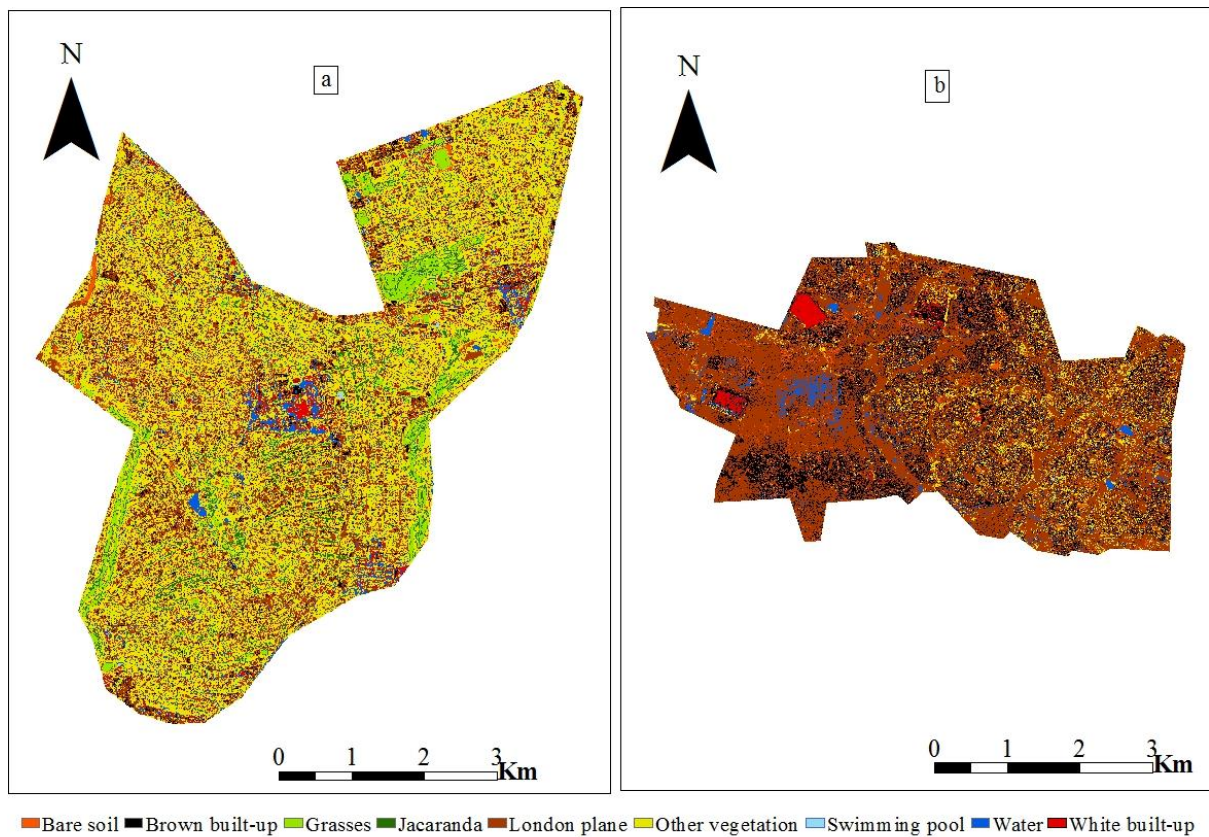 N
a
0 1 2 3
Km
N
b
0 1 2 3
Km
Bare soil Brown built-up Grasses Jacaranda London plane Other vegetation Swimming pool Water White built-up